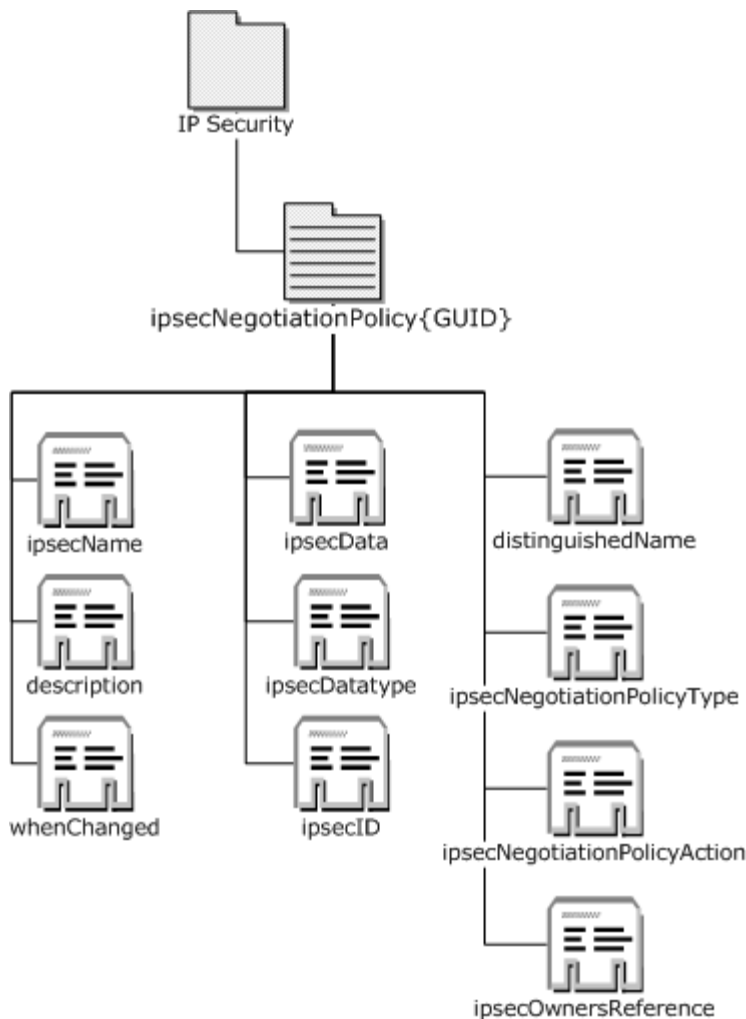 IP Security
ipsecNegotiationPolicy{GUID}
ipsecName
ipsecData
distinguishedName
description
ipsecDatatype
ipsecNegotiationPolicyType
whenChanged
ipsecID
ipsecNegotiationPolicyAction
ipsecOwnersReference